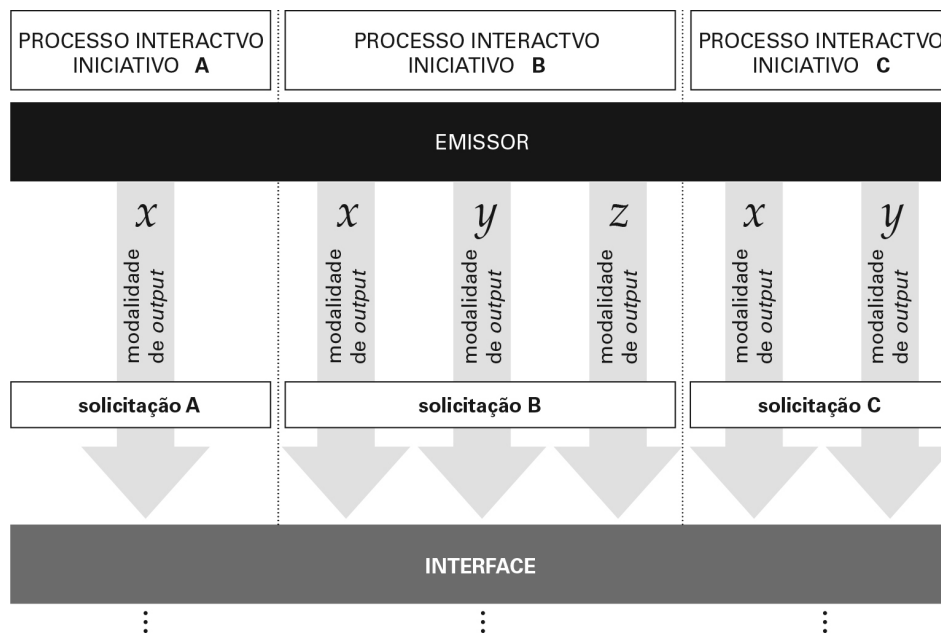 PROCESSO INTERACTVO
INICIATIVO A
PROCESSO INTERACTVO
INICIATIVO B
PROCESSO INTERACTVO
INICIATIVO C
EMISSOR
x
modalidade
de output
x
modalidade
de output
y
modalidade
de output
z
modalidade
de output
x
modalidade
de output
y
modalidade
de output
solicitação A
solicitação B
solicitação C
INTERFACE